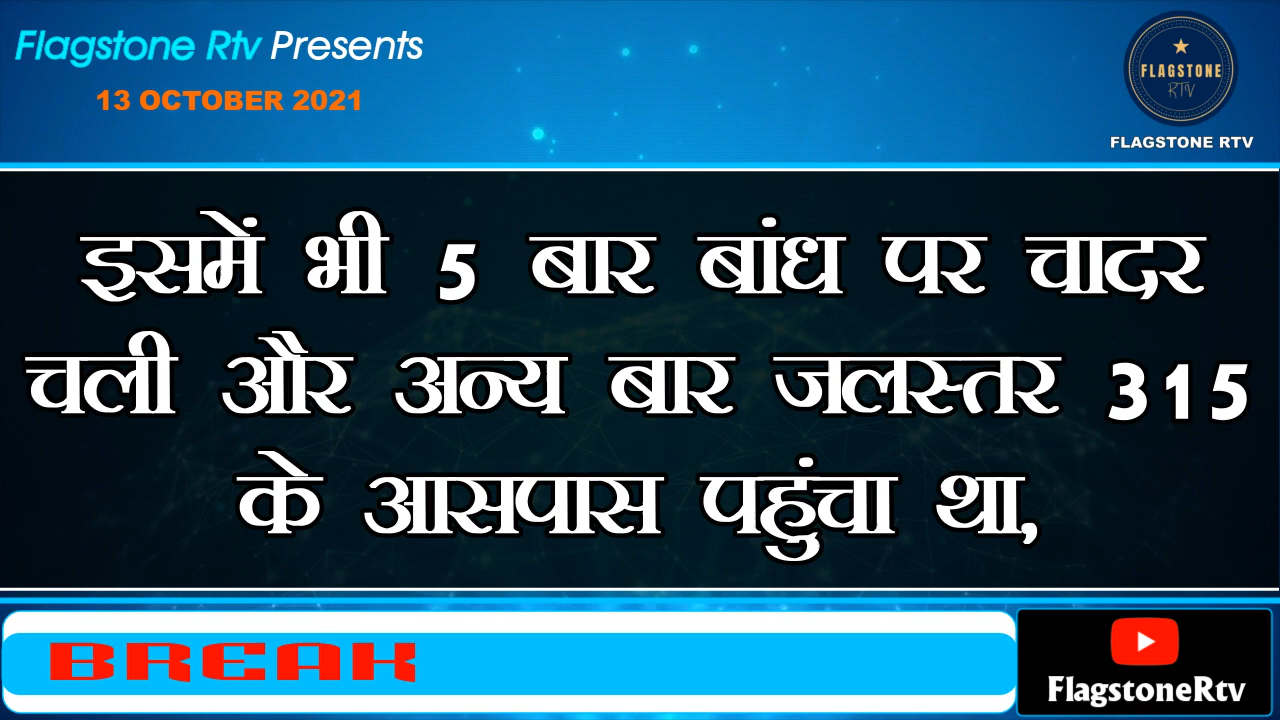 Flagstone Rtv Presents
13 OCTOBER 2021
FLAGSTONE
RTV
FLAGSTONE RTV
इसमें भी 5 बार बांध पर चादर
चली और अन्य बार जलस्तर 315
के आसपास पहुंचा था,
BREAK
FlagstoneRtv